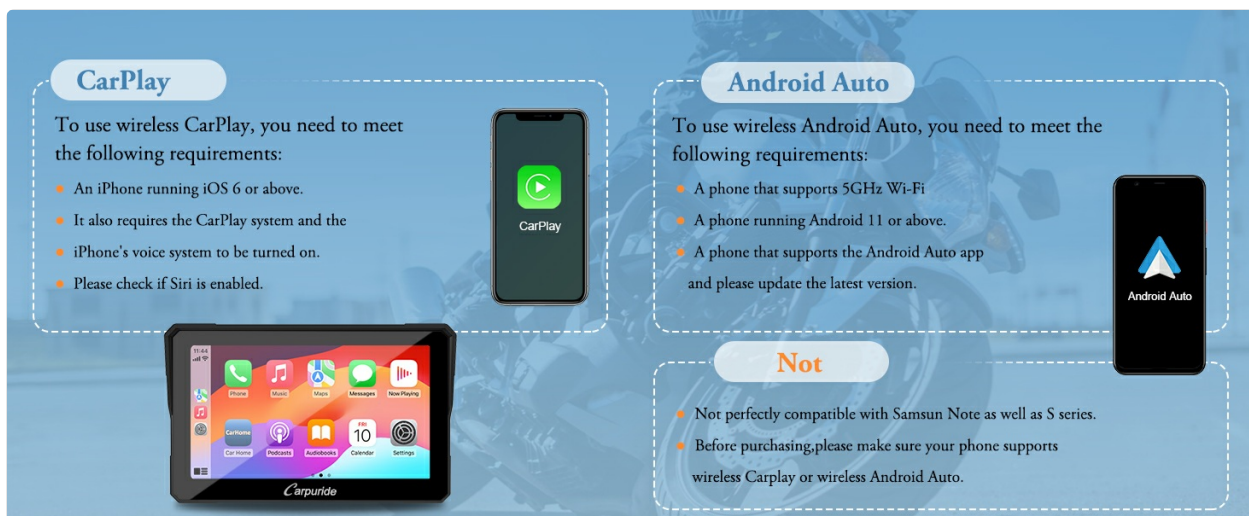 CarPlay
To use wireless CarPlay, you need to meet
the following requirements:
An iPhone running iOS 6 or above.
It also requires the CarPlay system and the
iPhone's voice system to be turned on.
Please check if Siri is enabled.
CarPlay
11:44
Phone
Music
Maps
Messages
Now Playing
CarHome
FRI
10
Car Home
Podcasts
Audiobooks
Calendar
Settings
Carpuride
Android Auto
To use wireless Android Auto, you need to meet the
following requirements:
A phone that supports 5GHz Wi-Fi
A phone running Android 11 or above.
A phone that supports the Android Auto app
and please update the latest version.
Android Auto
Not
Not perfectly compatible with Samsun Note as well as S series.
Before purchasing,please make sure your phone supports
wireless Carplay or wireless Android Auto.